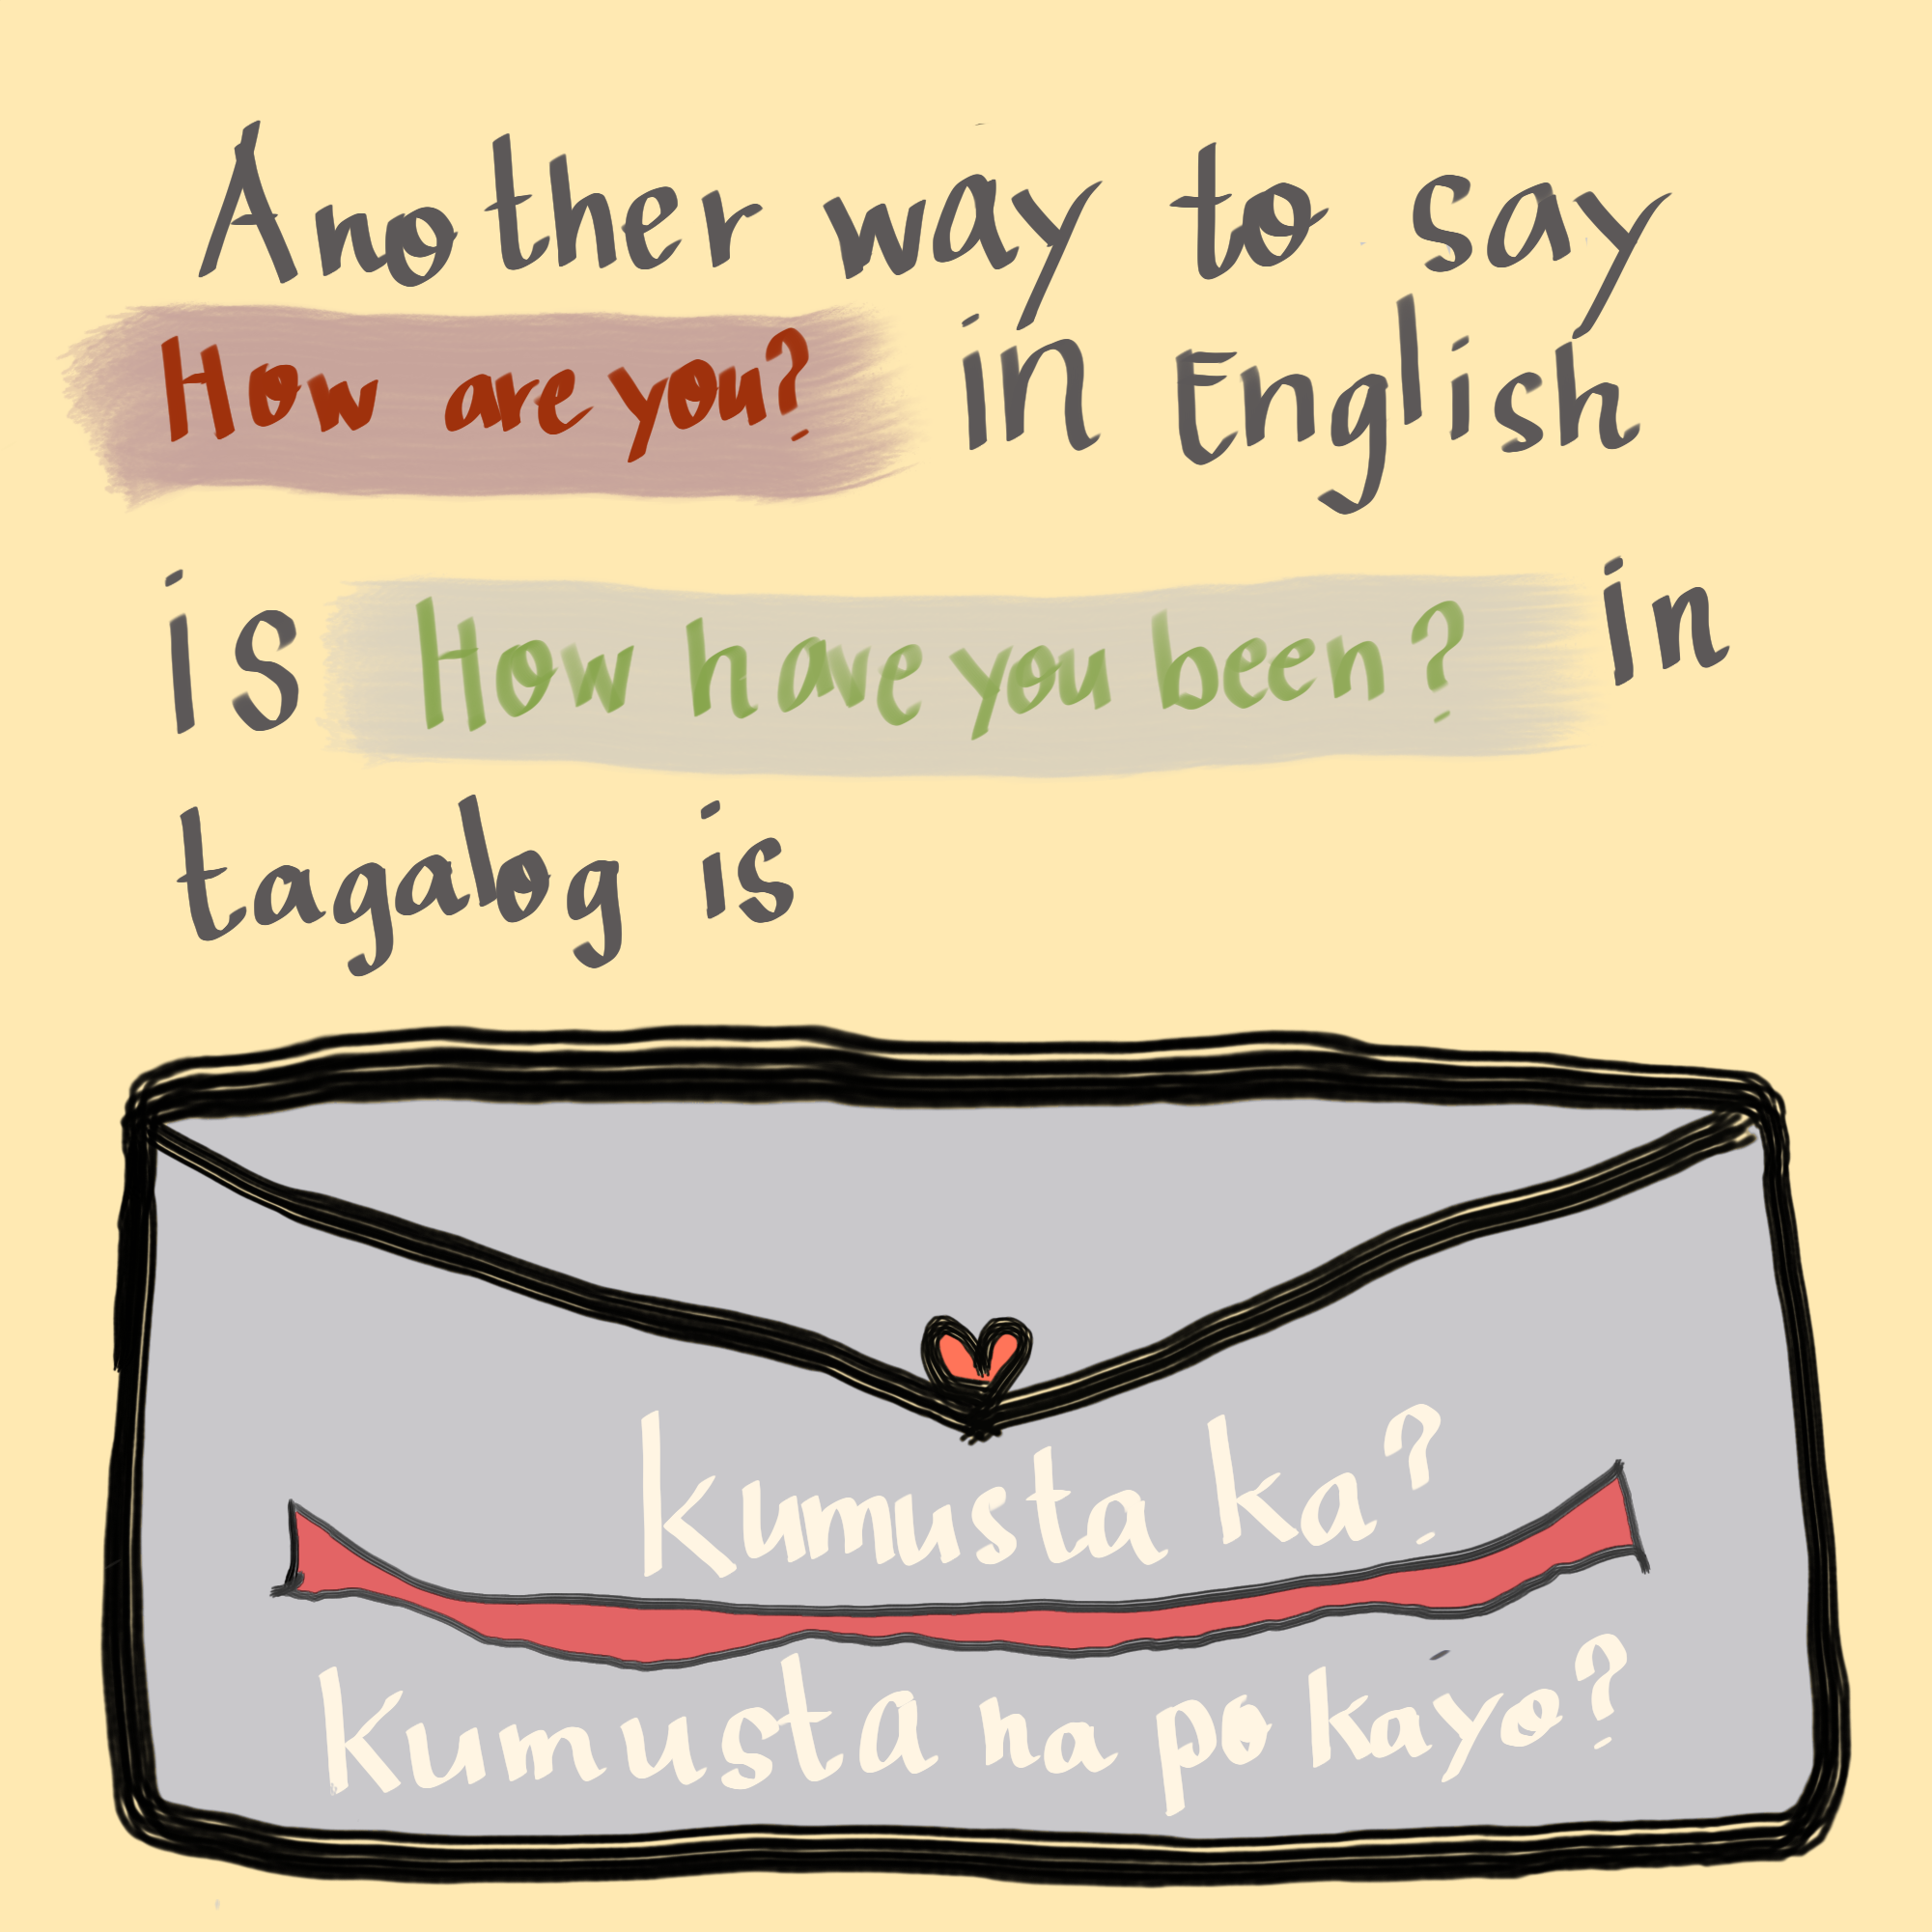 Another way to say
How are you? in English
is How have you been? in
tagalog is
kumusta ka?
kumusta na po kayo?